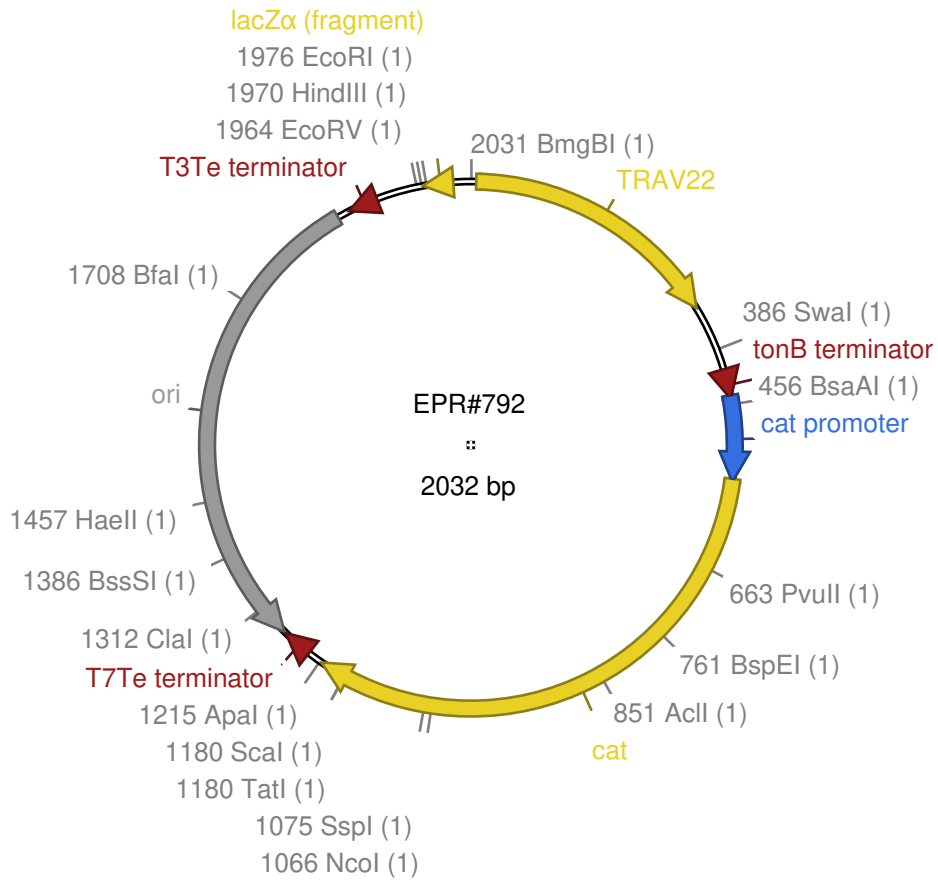 lacZα (fragment)
1976 EcoRI (1)
1970 HindIII (1)
1964 EcoRV (1)
T3Te terminator
2031 BmgBI (1)
TRAV22
1708 BfaI (1)
386 SwaI (1)
tonB terminator
456 BsaAI (1)
cat promoter
ori
EPR#792
2032 bp
1457 HaeII (1)
1386 BssSI (1)
1312 ClaI (1)
T7Te terminator
1215 ApaI (1)
1180 ScaI (1)
1180 TatI (1)
1075 SspI (1)
1066 NcoI (1)
663 PvuII (1)
761 BspEI (1)
851 AclI (1)
cat